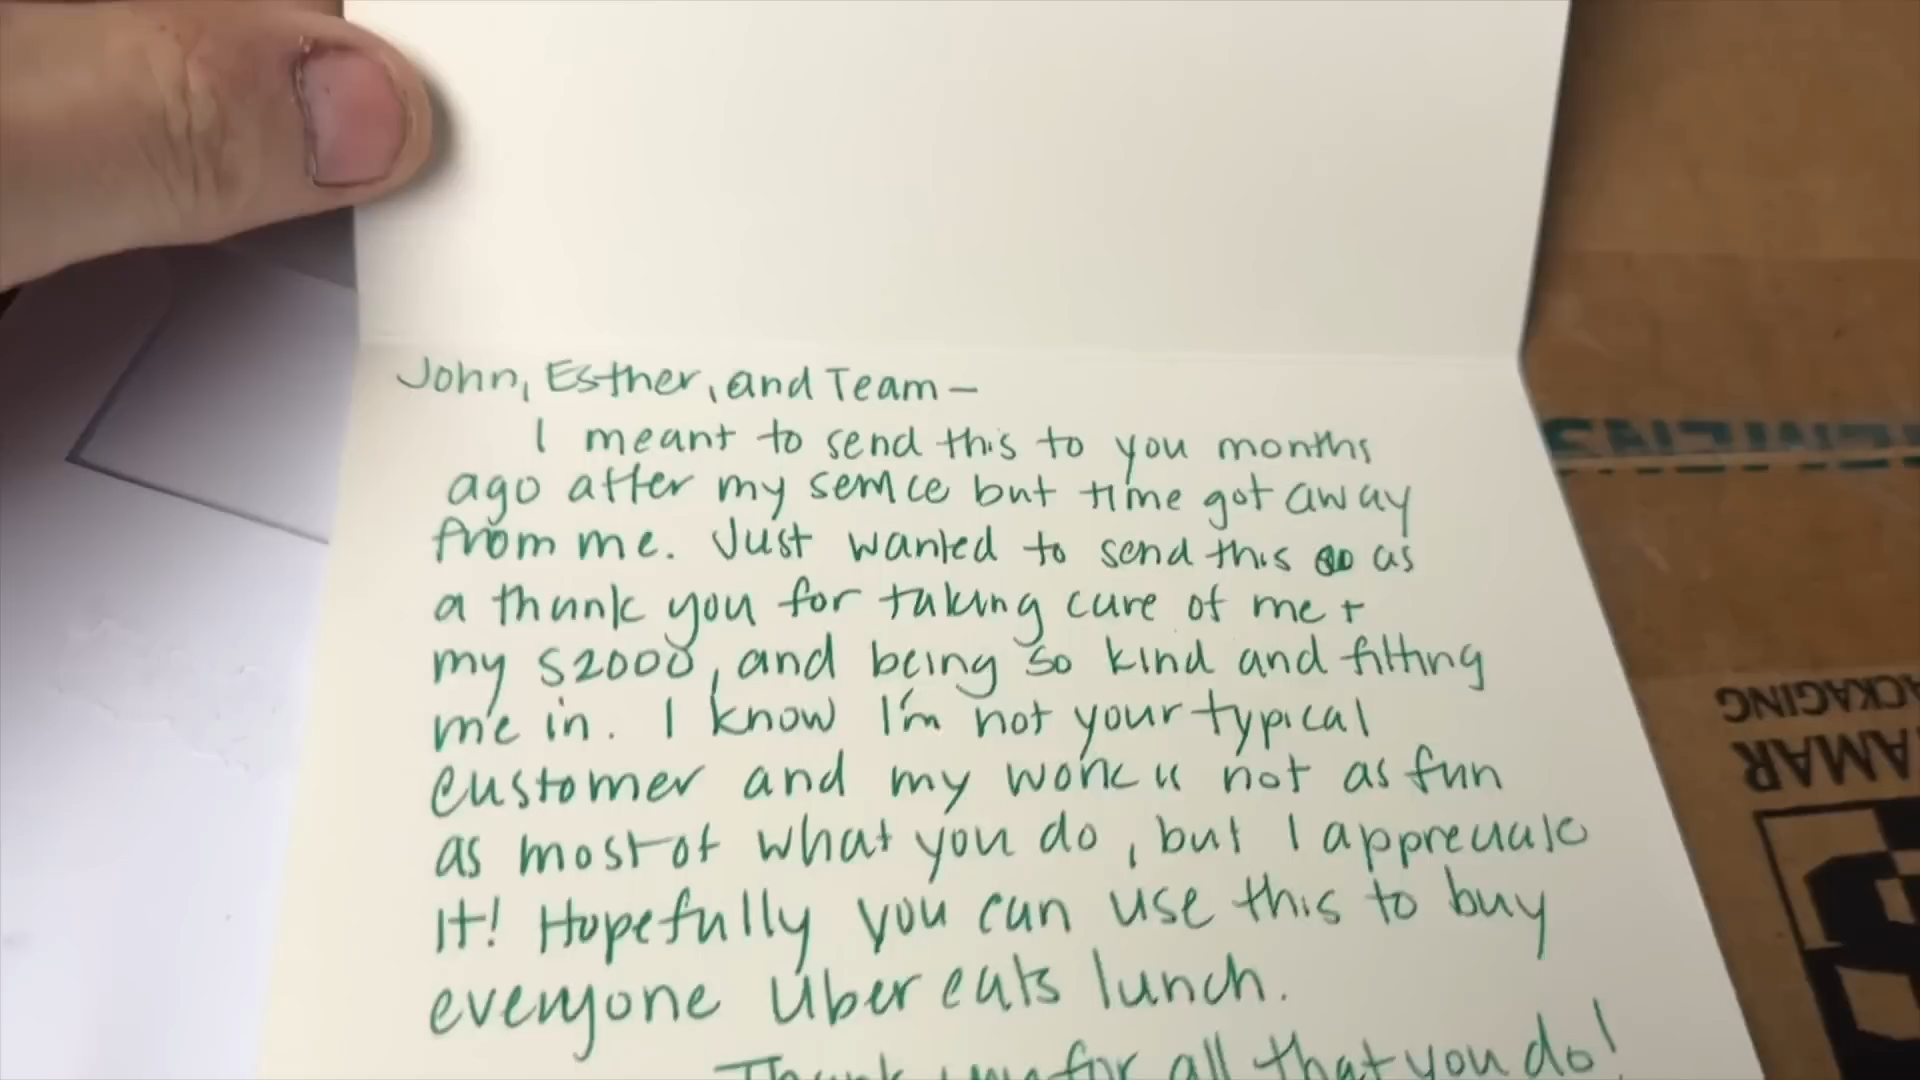 John, Esther, and Team —
I meant to send this to you months
ago after my service but time got away
from me. Just wanted to send this as
a thank you for taking care of me +
my S2000, and being so kind and fitting
me in. I know I'm not your typical
customer and my work is not as fun
as most of what you do, but I appreciate
it! Hopefully you can use this to buy
everyone Uber eats lunch.
Thank you for all that you do!
PACKAGING
AMAR